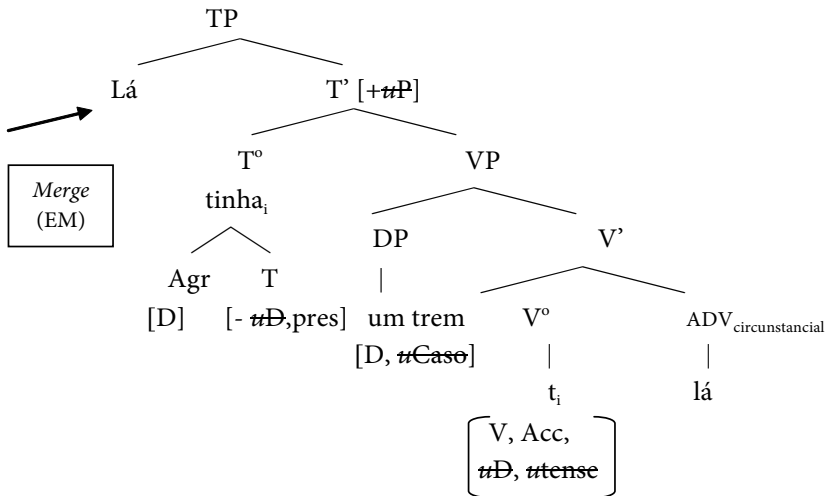 TP
Lá T’ [+uP]
Tº VP
Merge
(EM)
tinhai
DP V’
Agr T |
[D] [- uD,pres] um trem Vº ADVcircunstancial
[D, uCaso] | |
ti lá
V, Acc,
uD, utense